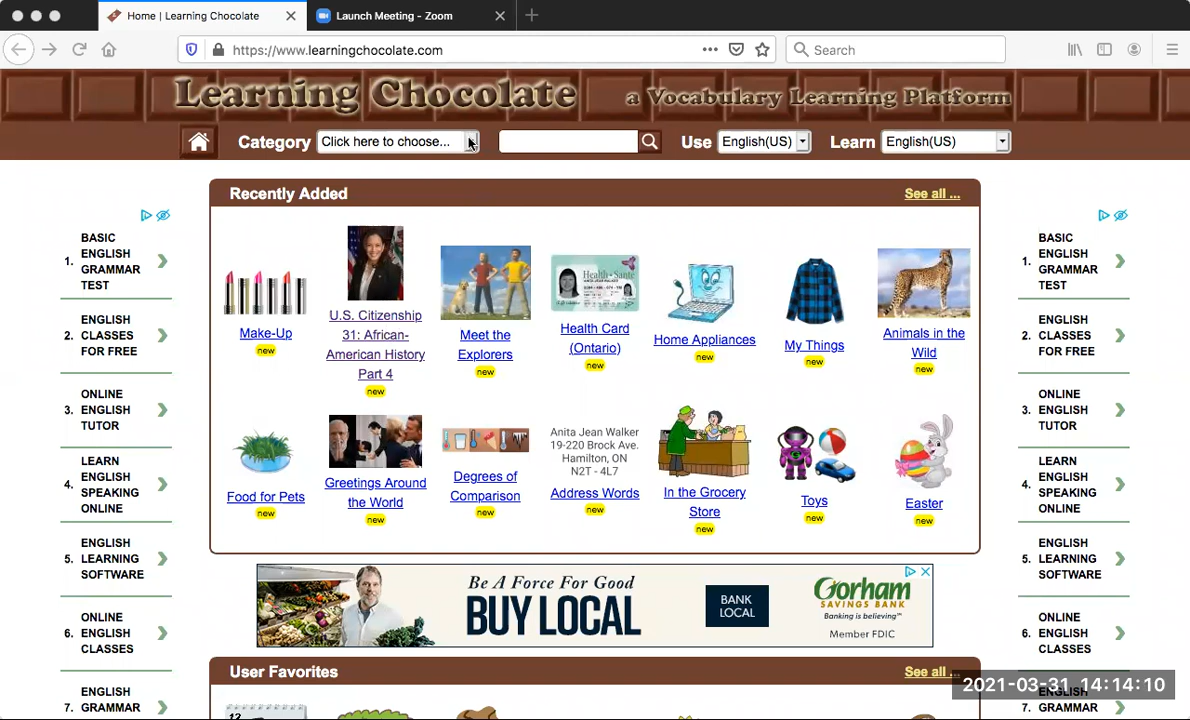 Home | Learning Chocolate
Launch Meeting - Zoom
https://www.learningchocolate.com
Search
Learning Chocolate
a Vocabulary Learning Platform
Category
Click here to choose...
Use
English(US)
Learn
English(US)
Recently Added
See all ...
1. BASIC
ENGLISH
GRAMMAR
TEST
2. ENGLISH
CLASSES
FOR FREE
3. ONLINE
ENGLISH
TUTOR
4. LEARN
ENGLISH
SPEAKING
ONLINE
5. ENGLISH
LEARNING
SOFTWARE
6. ONLINE
ENGLISH
CLASSES
7. ENGLISH
GRAMMAR
Make-Up
new
U.S. Citizenship
31: African-
American History
Part 4
new
Meet the
Explorers
new
Health · Santé
Health Card
(Ontario)
new
Home Appliances
new
My Things
new
Animals in the
Wild
new
Food for Pets
new
Greetings Around
the World
new
Degrees of
Comparison
new
Anita Jean Walker
19-220 Brock Ave.
Hamilton, ON
N2T - 4L7
Address Words
new
In the Grocery
Store
new
Toys
new
Easter
new
Be A Force For Good
BUY LOCAL
BANK
LOCAL
Gorham
SAVINGS BANK
Banking is believing™
Member FDIC
User Favorites
See all ...
12
1. BASIC
ENGLISH
GRAMMAR
TEST
2. ENGLISH
CLASSES
FOR FREE
3. ONLINE
ENGLISH
TUTOR
4. LEARN
ENGLISH
SPEAKING
ONLINE
5. ENGLISH
LEARNING
SOFTWARE
6. ONLINE
ENGLISH
CLASSES
7. ENGLISH
GRAMMAR
2021-03-31 14:14:10